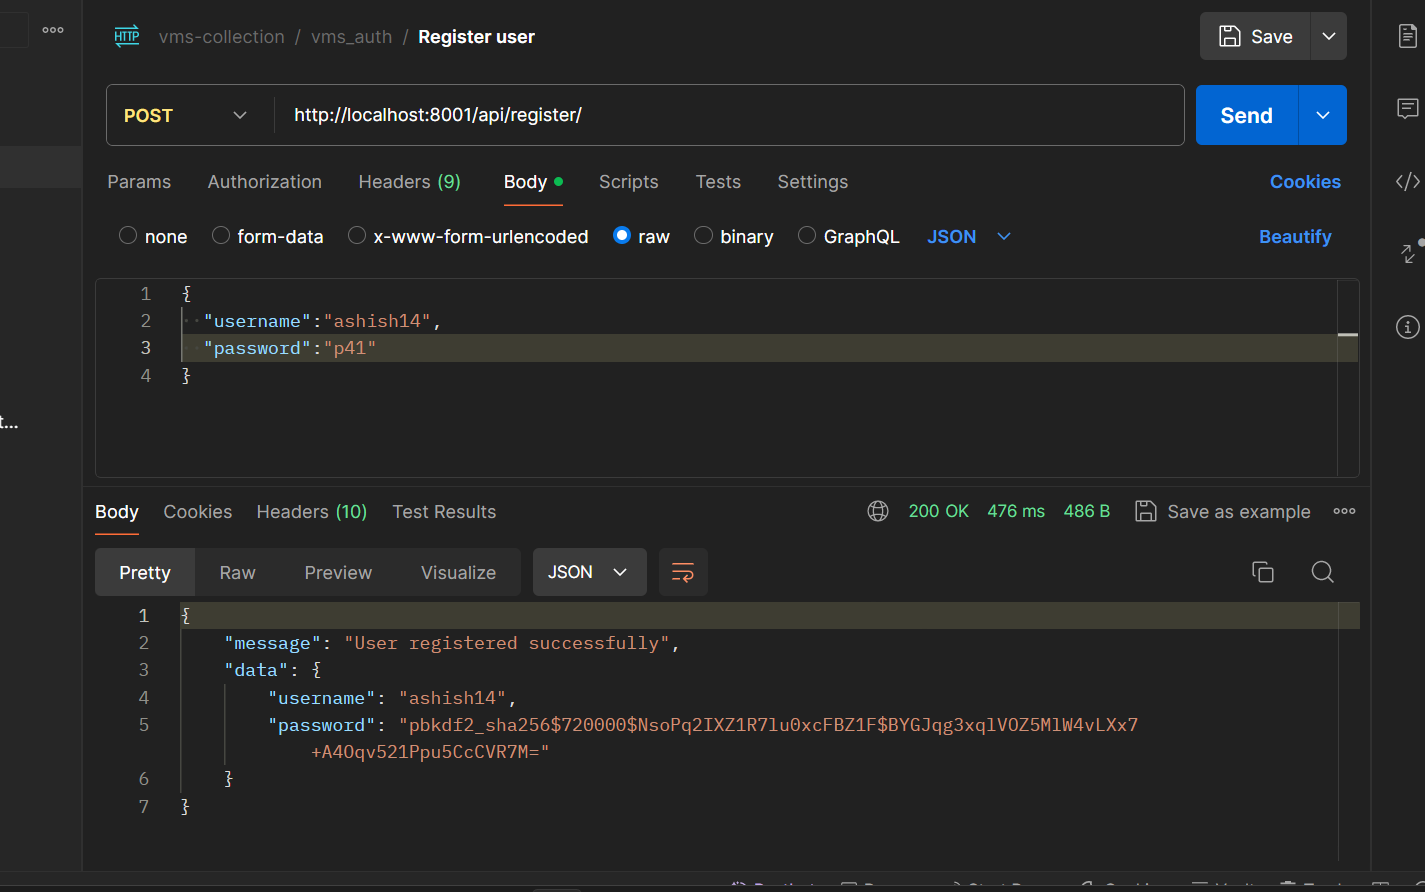 HTTP vms-collection / vms_auth / Register user Save
POST http://localhost:8001/api/register/ Send
Params Authorization Headers (9) Body Scripts Tests Settings Cookies
none form-data x-www-form-urlencoded raw binary GraphQL JSON Beautify
1 {
2 "username":"ashish14",
3 "password":"p41"
4 }
t...
Body Cookies Headers (10) Test Results 200 OK 476 ms 486 B Save as example
Pretty Raw Preview Visualize JSON
1 {
2 "message": "User registered successfully",
3 "data": {
4 "username": "ashish14",
5 "password": "pbkdf2_sha256$720000$NsoPq2IXZ1R7lu0xcFBZ1F$BYGJqg3xqlVOZ5MlW4vLXx7
+A4Oqv521Ppu5CcCVR7M="
6 }
7 }